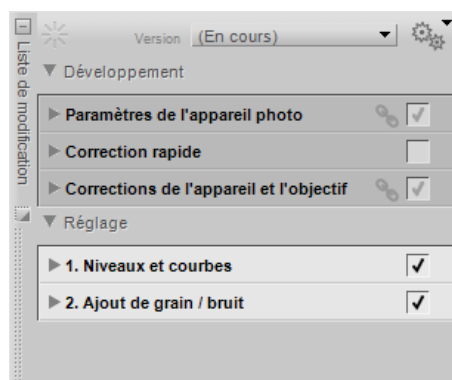 Liste de modification
Version (En cours)
Développement
Paramètres de l'appareil photo
Correction rapide
Corrections de l'appareil et l'objectif
Réglage
1. Niveaux et courbes
2. Ajout de grain / bruit